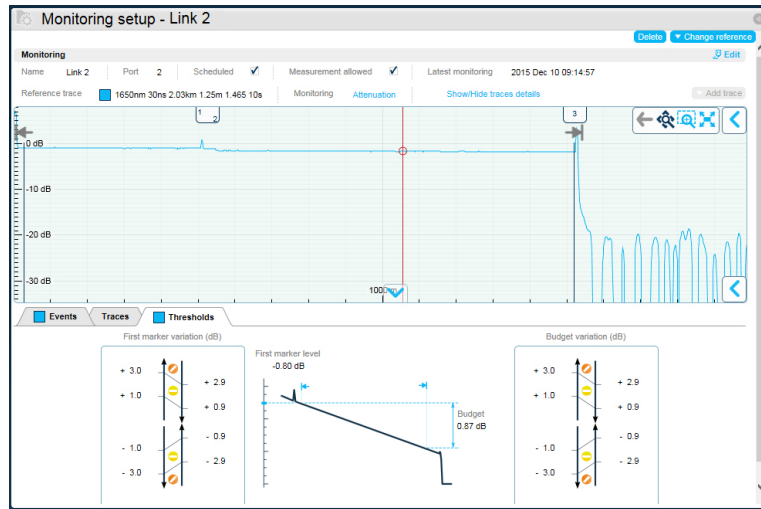 Monitoring setup - Link 2
Delete Change reference
Monitoring Edit
Name Link 2 Port 2 Scheduled Measurement allowed Latest monitoring 2015 Dec 10 09:14:57
Reference trace 1650nm 30ns 2.03km 1.25m 1.465 10s Monitoring Attenuation Show/Hide traces details Add trace
1 2 3
0 dB
-10 dB
-20 dB
-30 dB
Events Traces Thresholds
First marker variation (dB) Budget variation (dB)
First marker level
-0.80 dB
+ 3.0 + 2.9 + 3.0 + 2.9
+ 1.0 + 0.9 + 1.0 + 0.9
Budget
0.87 dB
- 1.0 - 0.9 - 1.0 - 0.9
- 3.0 - 2.9 - 3.0 - 2.9